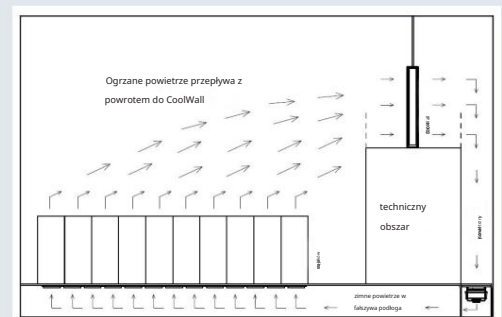 Ogrzane powietrze przepływa z
powrotem do CoolWall
techniczny
obszar
zimne powietrze w
fałszywa podłoga